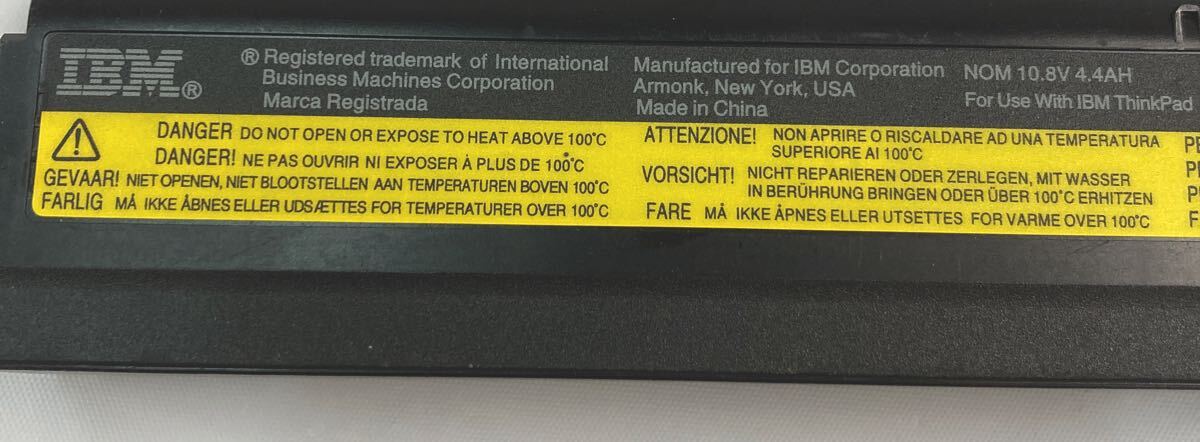 IBM®
® Registered trademark of International
Business Machines Corporation
Marca Registrada
Manufactured for IBM Corporation
Armonk, New York, USA
Made in China
NOM 10.8V 4.4AH
For Use With IBM ThinkPad
DANGER DO NOT OPEN OR EXPOSE TO HEAT ABOVE 100°C
DANGER! NE PAS OUVRIR NI EXPOSER À PLUS DE 100°C
GEVAAR! NIET OPENEN, NIET BLOOTSTELLEN AAN TEMPERATUREN BOVEN 100°C
FARLIG MÅ IKKE ÅBNES ELLER UDSÆTTES FOR TEMPERATURER OVER 100°C
ATTENZIONE! NON APRIRE O RISCALDARE AD UNA TEMPERATURA
SUPERIORE AI 100°C
VORSICHT! NICHT REPARIEREN ODER ZERLEGEN, MIT WASSER
IN BERÜHRUNG BRINGEN ODER ÜBER 100°C ERHITZEN
FARE MÅ IKKE ÅPNES ELLER UTSETTES FOR VARME OVER 100°C